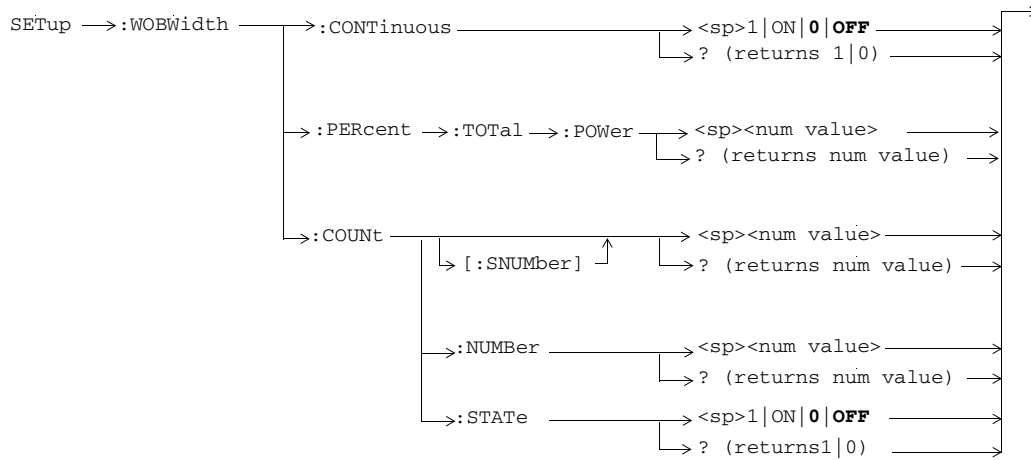 SETup :WOBWidth :CONTinuous <sp>1|ON|0|OFF
? (returns 1|0)
:PERcent :TOTal :POWer <sp><num value>
? (returns num value)
:COUNt <sp><num value>
[:SNUMber] ? (returns num value)
:NUMBer <sp><num value>
? (returns num value)
:STATe <sp>1|ON|0|OFF
? (returns1|0)